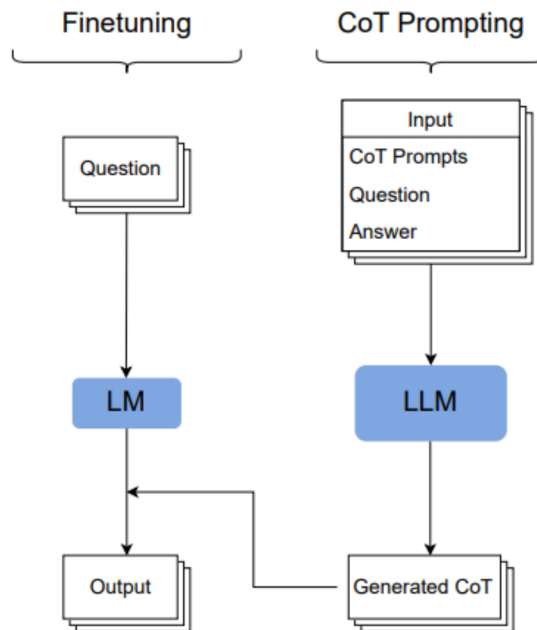 Finetuning
CoT Prompting
Question
Input
CoT Prompts
Question
Answer
LM
LLM
Output
Generated CoT